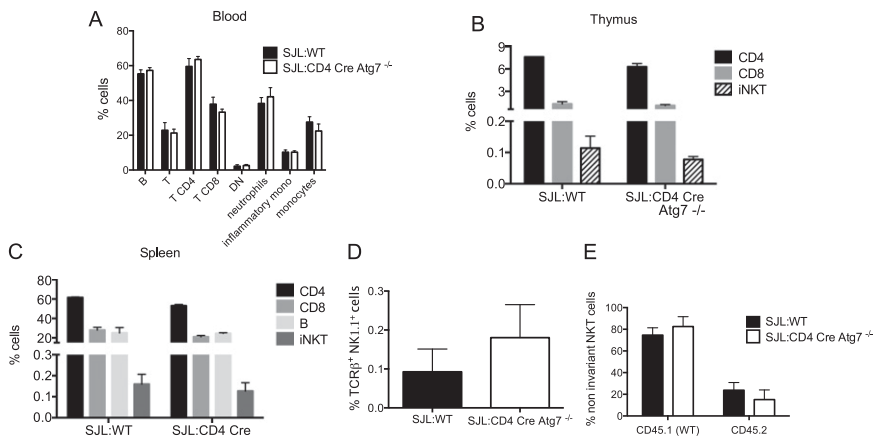 A
Blood
SJL:WT
SJL:CD4 Cre Atg7 -/-
% cells
80
60
40
20
0
B
T
T CD4
T CD8
DN
neutrophils
inflammatory mono
monocytes
B
Thymus
CD4
CD8
iNKT
% cells
9
6
3
0.2
0.1
0.0
SJL:WT
SJL:CD4 Cre
Atg7 -/-
C
Spleen
CD4
CD8
B
iNKT
% cells
80
60
40
20
0.3
0.2
0.1
0.0
SJL:WT
SJL:CD4 Cre
D
% TCRβ+ NK1.1+ cells
0.3
0.2
0.1
0.0
SJL:WT
SJL:CD4 Cre Atg7 -/-
E
% non invariant NKT cells
100
80
60
40
20
0
SJL:WT
SJL:CD4 Cre Atg7 -/-
CD45.1 (WT)
CD45.2